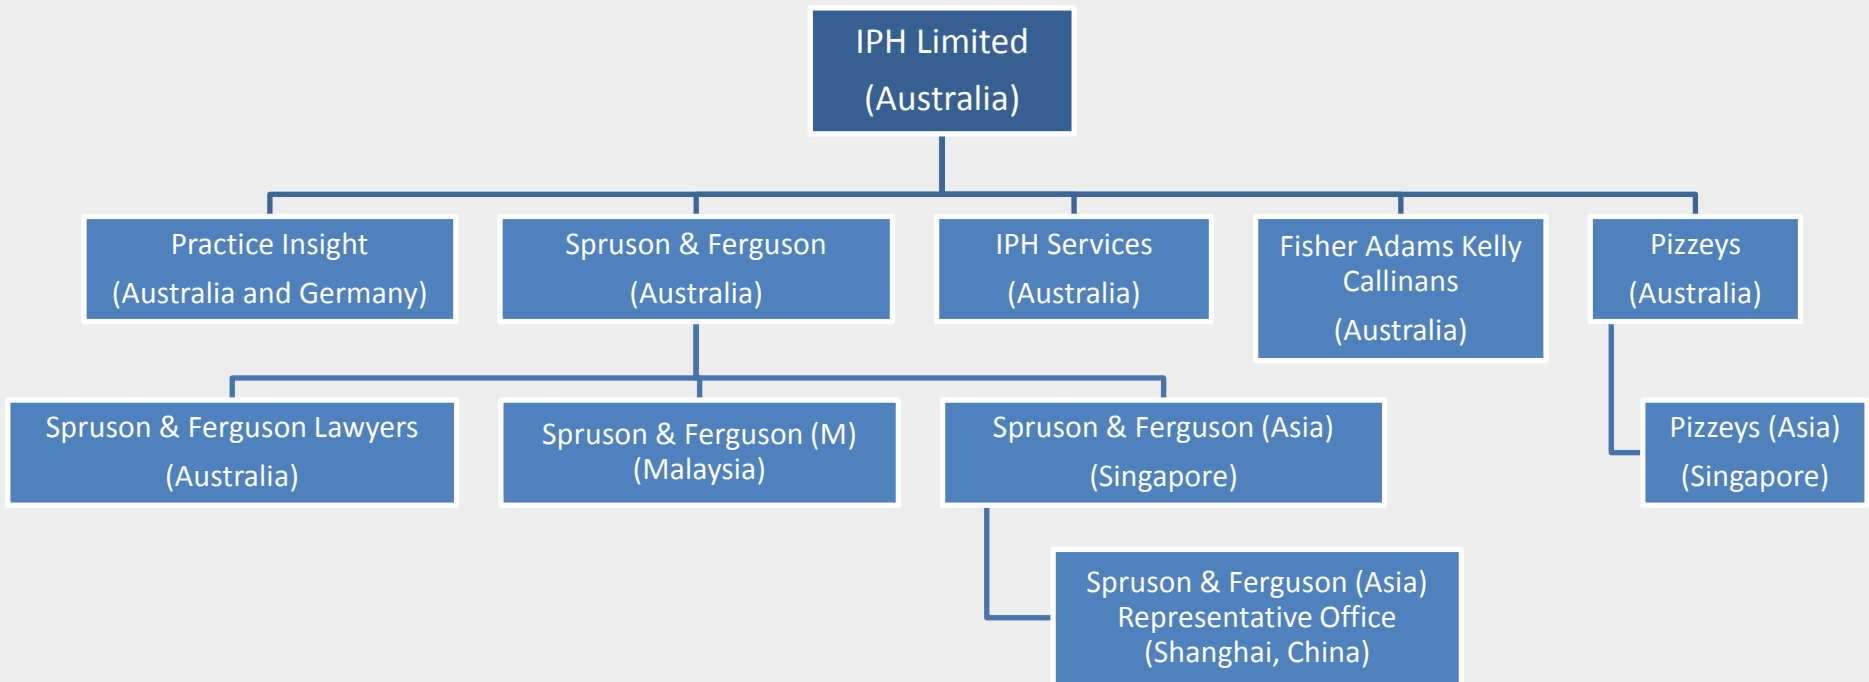 IPH Limited
(Australia)
Practice Insight
(Australia and Germany)
Spruson & Ferguson
(Australia)
IPH Services
(Australia)
Fisher Adams Kelly
Callinans
(Australia)
Pizzeys
(Australia)
Spruson & Ferguson Lawyers
(Australia)
Spruson & Ferguson (M)
(Malaysia)
Spruson & Ferguson (Asia)
(Singapore)
Pizzeys (Asia)
(Singapore)
Spruson & Ferguson (Asia)
Representative Office
(Shanghai, China)